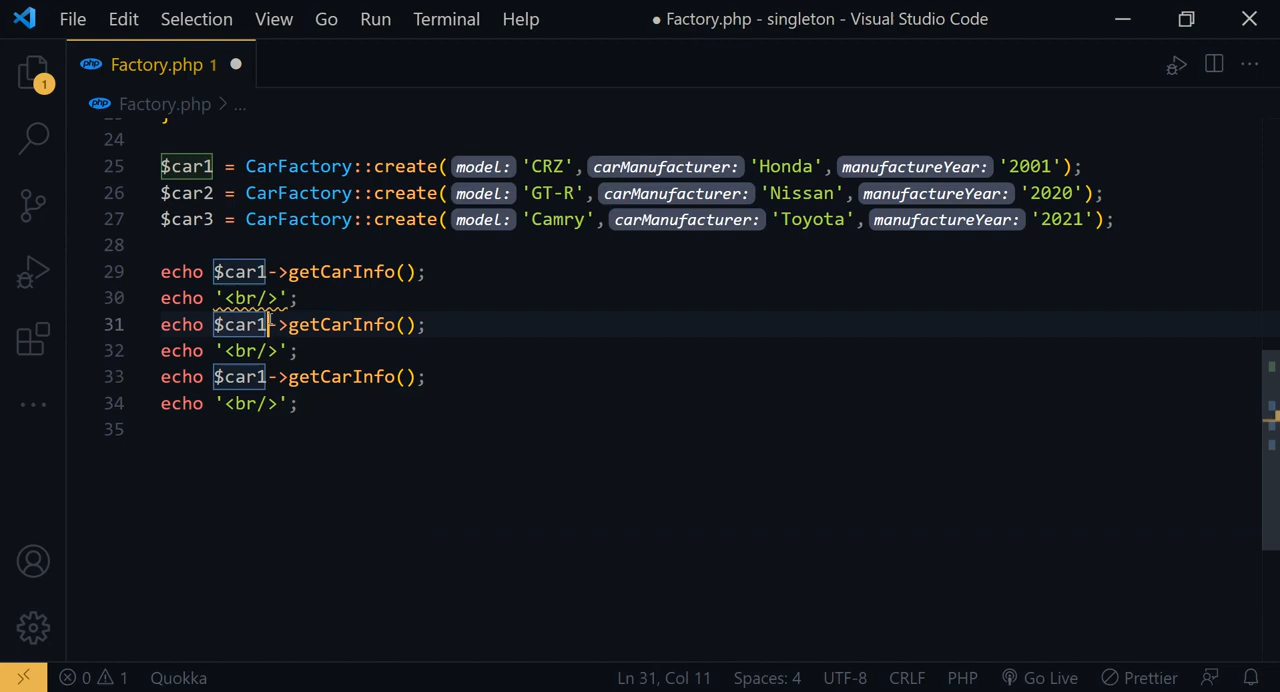 File Edit Selection View Go Run Terminal Help ● Factory.php - singleton - Visual Studio Code
php Factory.php 1 ●
1
php Factory.php > ...
24
25 $car1 = CarFactory::create( model: 'CRZ', carManufacturer: 'Honda', manufactureYear: '2001');
26 $car2 = CarFactory::create( model: 'GT-R', carManufacturer: 'Nissan', manufactureYear: '2020');
27 $car3 = CarFactory::create( model: 'Camry', carManufacturer: 'Toyota', manufactureYear: '2021');
28
29 echo $car1->getCarInfo();
30 echo '<br/>';
31 echo $car1->getCarInfo();
32 echo '<br/>';
33 echo $car1->getCarInfo();
34 echo '<br/>';
35
0 1 Quokka Ln 31, Col 11 Spaces: 4 UTF-8 CRLF PHP Go Live Prettier